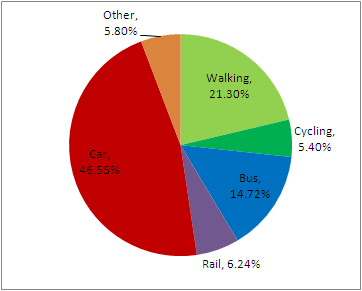 Other,
5.80%
Walking,
21.30%
Cycling,
5.40%
Car,
46.55%
Bus,
14.72%
Rail, 6.24%